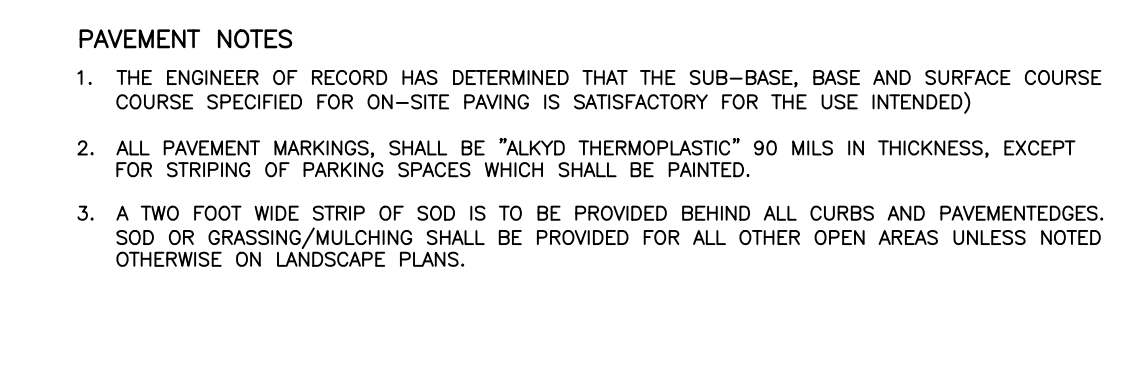 PAVEMENT NOTES
1. THE ENGINEER OF RECORD HAS DETERMINED THAT THE SUB-BASE, BASE AND SURFACE COURSE
COURSE SPECIFIED FOR ON-SITE PAVING IS SATISFACTORY FOR THE USE INTENDED)
2. ALL PAVEMENT MARKINGS, SHALL BE "ALKYD THERMOPLASTIC" 90 MILS IN THICKNESS, EXCEPT
FOR STRIPING OF PARKING SPACES WHICH SHALL BE PAINTED.
3. A TWO FOOT WIDE STRIP OF SOD IS TO BE PROVIDED BEHIND ALL CURBS AND PAVEMENTEDGES.
SOD OR GRASSING/MULCHING SHALL BE PROVIDED FOR ALL OTHER OPEN AREAS UNLESS NOTED
OTHERWISE ON LANDSCAPE PLANS.